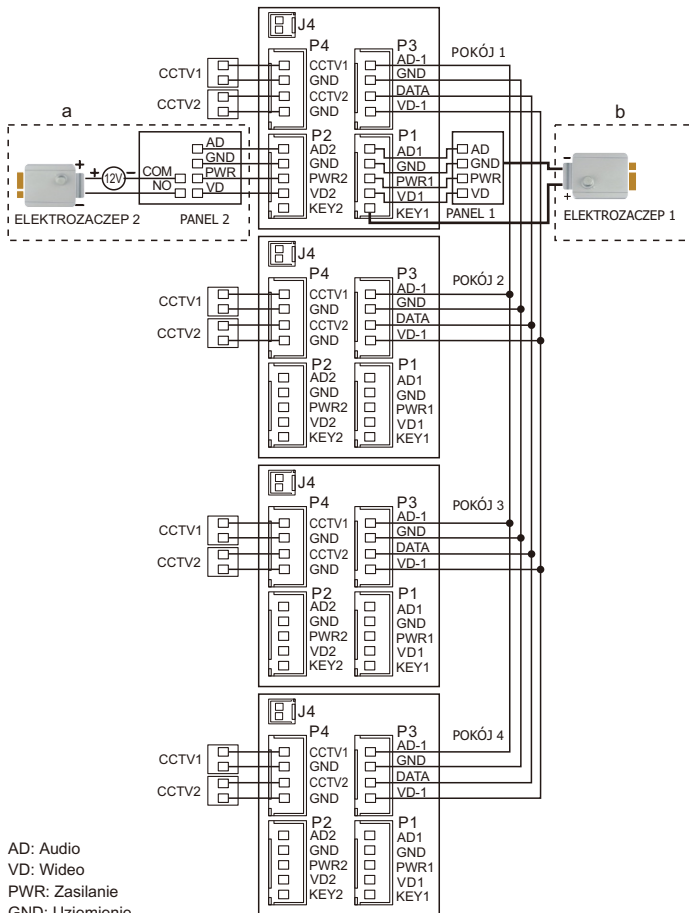 J4
P4
P3
POKÓJ 1
CCTV1
CCTV1
AD-1
GND
GND
CCTV2
CCTV2
DATA
GND
VD-1
a
b
P2
P1
AD
AD2
AD1
AD
GND
GND
GND
GND
COM
PWR
PWR2
PWR1
PWR
12V
NO
VD
VD2
VD1
VD
KEY2
KEY1
ELEKTROZACZEP 2
PANEL 2
PANEL 1
ELEKTROZACZEP 1
J4
P4
P3
POKÓJ 2
CCTV1
CCTV1
AD-1
GND
GND
CCTV2
CCTV2
DATA
GND
VD-1
P2
P1
AD2
AD1
GND
GND
PWR2
PWR1
VD2
VD1
KEY2
KEY1
J4
P4
P3
POKÓJ 3
CCTV1
CCTV1
AD-1
GND
GND
CCTV2
CCTV2
DATA
GND
VD-1
P2
P1
AD2
AD1
GND
GND
PWR2
PWR1
VD2
VD1
KEY2
KEY1
J4
P4
P3
POKÓJ 4
CCTV1
CCTV1
AD-1
GND
GND
CCTV2
CCTV2
DATA
GND
VD-1
P2
P1
AD2
AD1
GND
GND
PWR2
PWR1
VD2
VD1
KEY2
KEY1
AD: Audio
VD: Wideo
PWR: Zasilanie
GND: Uziemienie